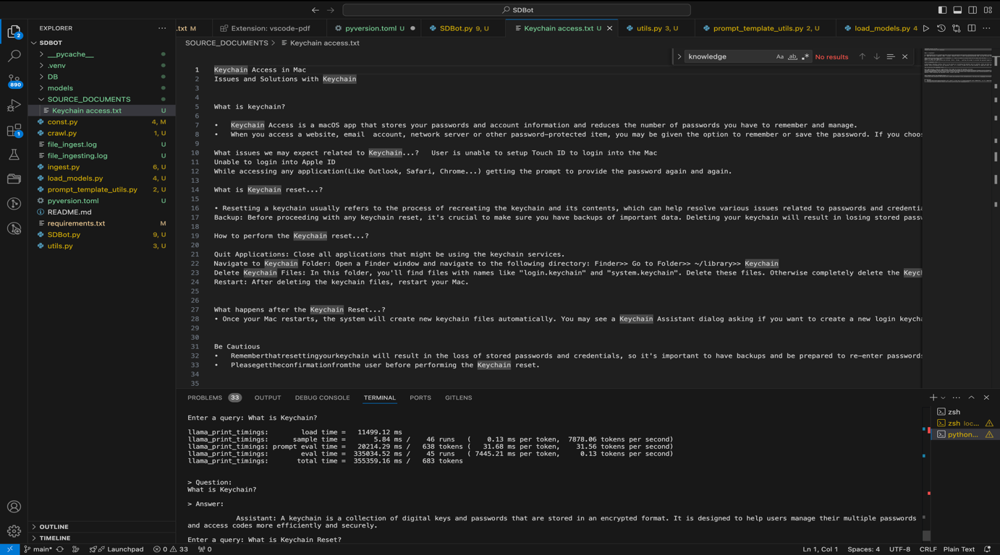 SDBot
EXPLORER
.txt M
Extension: vscode-pdf
pyversion.toml U
SDBot.py 9, U
Keychain access.txt U
utils.py 3, U
prompt_template_utils.py 2, U
load_models.py 4
SDBOT
SOURCE_DOCUMENTS > Keychain access.txt
knowledge
Aa ab .*
No results
__pycache__
.venv
DB
models
SOURCE_DOCUMENTS
Keychain access.txt U
const.py 4, M
crawl.py 1, U
file_ingest.log U
file_ingesting.log U
ingest.py 6, U
load_models.py 4, U
prompt_template_utils.py 2, U
pyversion.toml U
README.md
requirements.txt M
SDBot.py 9, U
utils.py 3, U
2
890
1
OUTLINE
TIMELINE
1 Keychain Access in Mac
2 Issues and Solutions with Keychain
3
4
5 What is keychain?
6
7 • Keychain Access is a macOS app that stores your passwords and account information and reduces the number of passwords you have to remember and manage.
8 • When you access a website, email  account, network server or other password-protected item, you may be given the option to remember or save the password. If you choos
9
10 What issues we may expect related to Keychain...?   User is unable to setup Touch ID to login into the Mac
11 Unable to login into Apple ID
12 While accessing any application(Like Outlook, Safari, Chrome...) getting the prompt to provide the password again and again.
13
14 What is Keychain reset...?
15
16 • Resetting a keychain usually refers to the process of recreating the keychain and its contents, which can help resolve various issues related to passwords and credentia
17 Backup: Before proceeding with any keychain reset, it's crucial to make sure you have backups of important data. Deleting your keychain will result in losing stored passw
18
19 How to perform the Keychain reset...?
20
21 Quit Applications: Close all applications that might be using the keychain services.
22 Navigate to Keychain Folder: Open a Finder window and navigate to the following directory: Finder>> Go to Folder>> ~/library>> Keychain
23 Delete Keychain Files: In this folder, you'll find files with names like "login.keychain" and "system.keychain". Delete these files. Otherwise completely delete the Keycl
24 Restart: After deleting the keychain files, restart your Mac.
25
26
27 What happens after the Keychain Reset...?
28 • Once your Mac restarts, the system will create new keychain files automatically. You may see a Keychain Assistant dialog asking if you want to create a new login keycha
29
30
31 Be Cautious
32 • Rememberthatresettingyourkeychain will result in the loss of stored passwords and credentials, so it's important to have backups and be prepared to re-enter passwords
33 • Pleasegettheconfirmationfromthe user before performing the Keychain reset.
34
35
PROBLEMS 33 OUTPUT DEBUG CONSOLE TERMINAL PORTS GITLENS
zsh
zsh loc...
python...
Enter a query: What is Keychain?
llama_print_timings:        load time =   11499.12 ms
llama_print_timings:      sample time =       5.84 ms /    46 runs   (    0.13 ms per token,  7878.06 tokens per second)
llama_print_timings: prompt eval time =   20214.29 ms /   638 tokens (   31.68 ms per token,    31.56 tokens per second)
llama_print_timings:        eval time =  335034.52 ms /    45 runs   ( 7445.21 ms per token,     0.13 tokens per second)
llama_print_timings:       total time =  355359.16 ms /   683 tokens
> Question:
What is Keychain?
> Answer:
Assistant: A keychain is a collection of digital keys and passwords that are stored in an encrypted format. It is designed to help users manage their multiple passwords
and access codes more efficiently and securely.
Enter a query: What is Keychain Reset?
main* Launchpad 0 33 0
Ln 1, Col 1 Spaces: 4 UTF-8 CRLF Plain Text